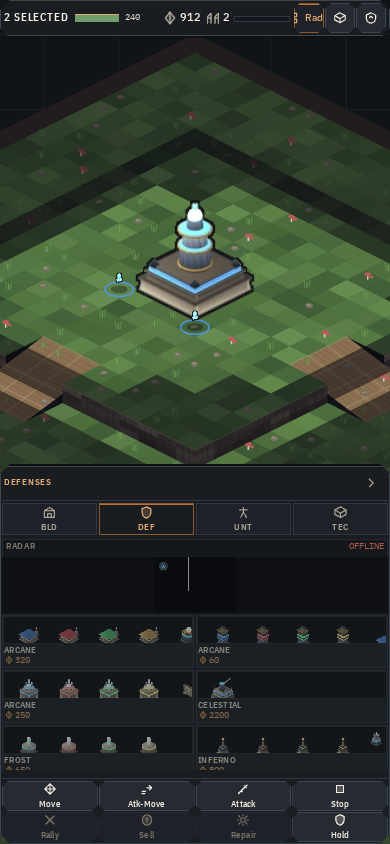 2 SELECTED 240 912 2 Rad
DEFENSES
BLD DEF UNT TEC
RADAR OFFLINE
ARCANE ARCANE
320 60
ARCANE CELESTIAL
250 2200
FROST INFERNO
Move Atk-Move Attack Stop
Rally Sell Repair Hold